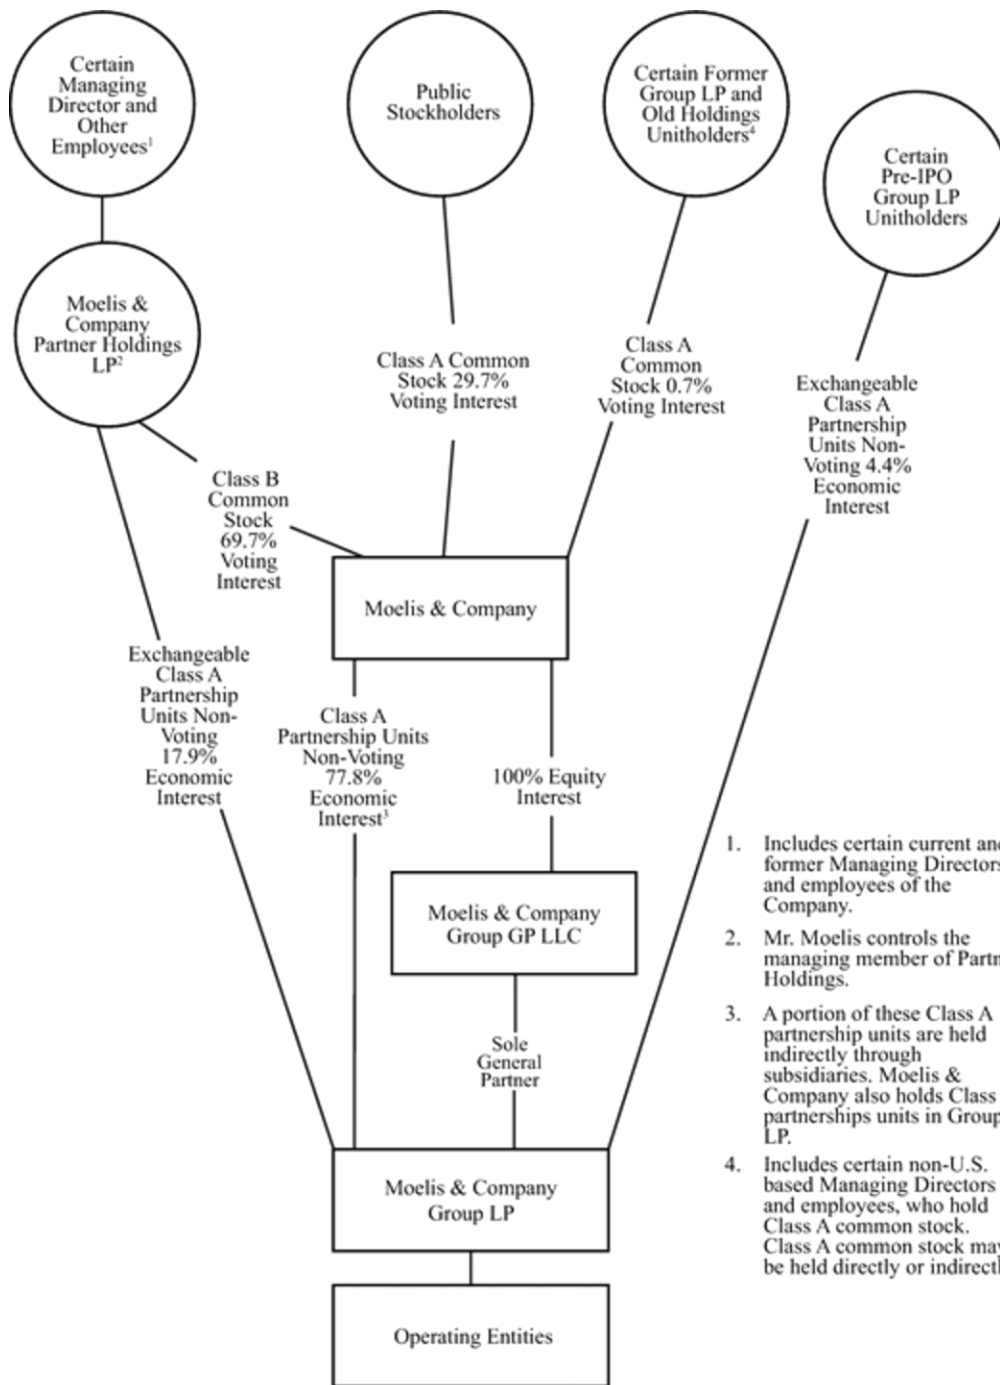 Certain
Managing
Director and
Other
Employees¹
Public
Stockholders
Certain Former
Group LP and
Old Holdings
Unitholders⁴
Certain
Pre-IPO
Group LP
Unitholders
Moelis &
Company
Partner Holdings
LP²
Class A Common
Stock 29.7%
Voting Interest
Class A
Common
Stock 0.7%
Voting Interest
Exchangeable
Class A
Partnership
Units Non-
Voting 4.4%
Economic
Interest
Class B
Common
Stock
69.7%
Voting
Interest
Moelis & Company
Exchangeable
Class A
Partnership
Units Non-
Voting
17.9%
Economic
Interest
Class A
Partnership Units
Non-Voting
77.8%
Economic
Interest³
100% Equity
Interest
Moelis & Company
Group GP LLC
Sole
General
Partner
Moelis & Company
Group LP
Operating Entities
1. Includes certain current and
former Managing Directors
and employees of the
Company.
2. Mr. Moelis controls the
managing member of Partn
Holdings.
3. A portion of these Class A
partnership units are held
indirectly through
subsidiaries. Moelis &
Company also holds Class
partnerships units in Group
LP.
4. Includes certain non-U.S.
based Managing Directors
and employees, who hold
Class A common stock.
Class A common stock may
be held directly or indirectl